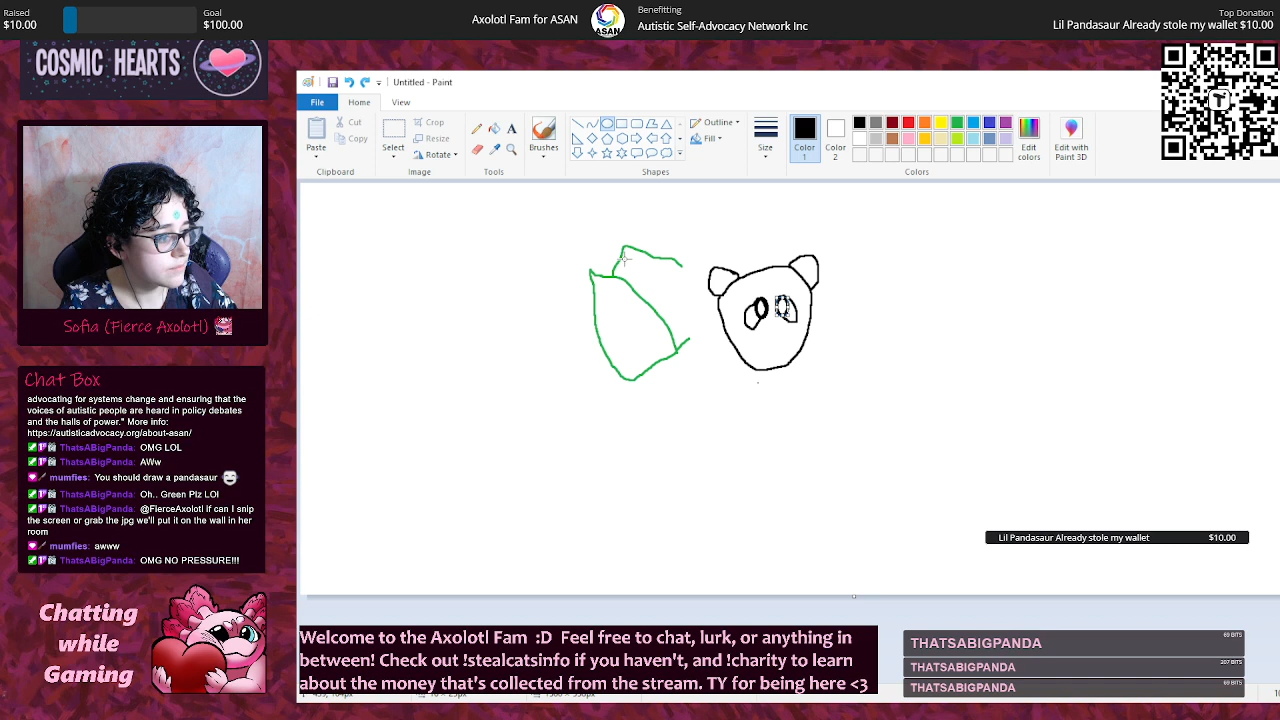 Raised
$10.00
Goal
$100.00
Axolotl Fam for ASAN
ASAN
Benefitting
Autistic Self-Advocacy Network Inc
Top Donation
Lil Pandasaur Already stole my wallet $10.00
COSMIC HEARTS
Sofia (Fierce Axolotl)
Chat Box
advocating for systems change and ensuring that the
voices of autistic people are heard in policy debates
and the halls of power." More info:
https://autisticadvocacy.org/about-asan/
ThatsABigPanda: OMG LOL
ThatsABigPanda: AWw
mumfies: You should draw a pandasaur
ThatsABigPanda: Oh.. Green Plz LOl
ThatsABigPanda: @FierceAxolotl If can I snip
the screen or grab the jpg we'll put it on the wall in her
room
mumfies: awww
ThatsABigPanda: OMG NO PRESSURE!!!
Chatting
while
Gaming
Untitled - Paint
File
Home
View
Paste
Cut
Copy
Clipboard
Select
Crop
Resize
Rotate
Image
A
Tools
Brushes
Outline
Fill
Shapes
Size
Color
1
Color
2
Edit
colors
Colors
Edit with
Paint 3D
T
Lil Pandasaur Already stole my wallet $10.00
Welcome to the Axolotl Fam :D Feel free to chat, lurk, or anything in
between! Check out !stealcatsinfo if you haven't, and !charity to learn
about the money that's collected from the stream. TY for being here <3
THATSABIGPANDA 69 BITS
THATSABIGPANDA 207 BITS
THATSABIGPANDA 69 BITS